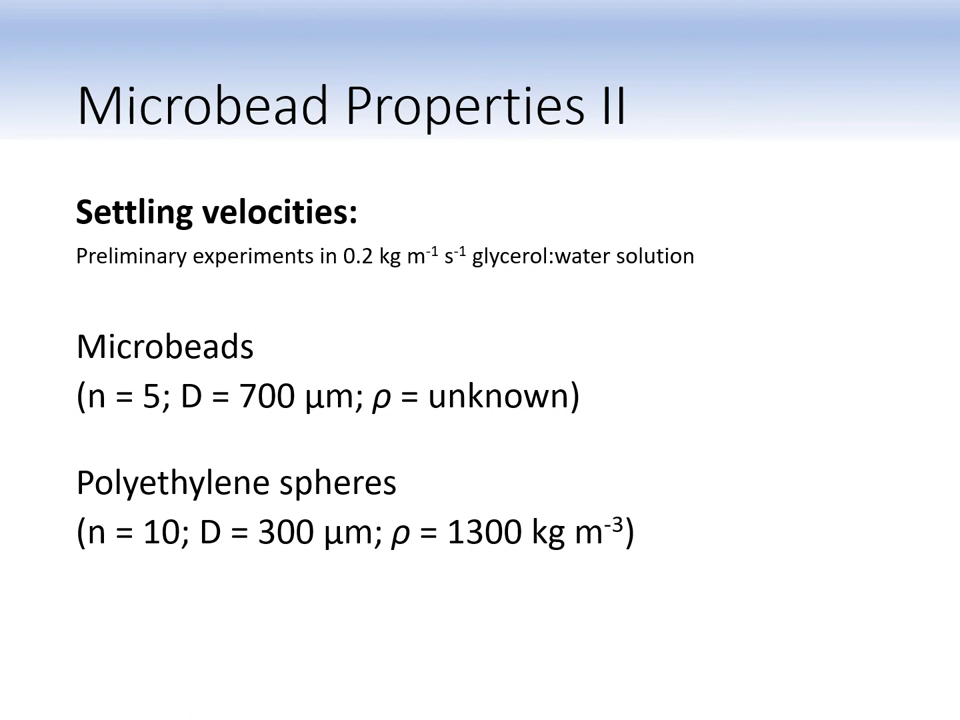 Microbead Properties II
Settling velocities:
Preliminary experiments in 0.2 kg m⁻¹ s⁻¹ glycerol:water solution
Microbeads
(n = 5; D = 700 µm; ρ = unknown)
Polyethylene spheres
(n = 10; D = 300 µm; ρ = 1300 kg m⁻³)